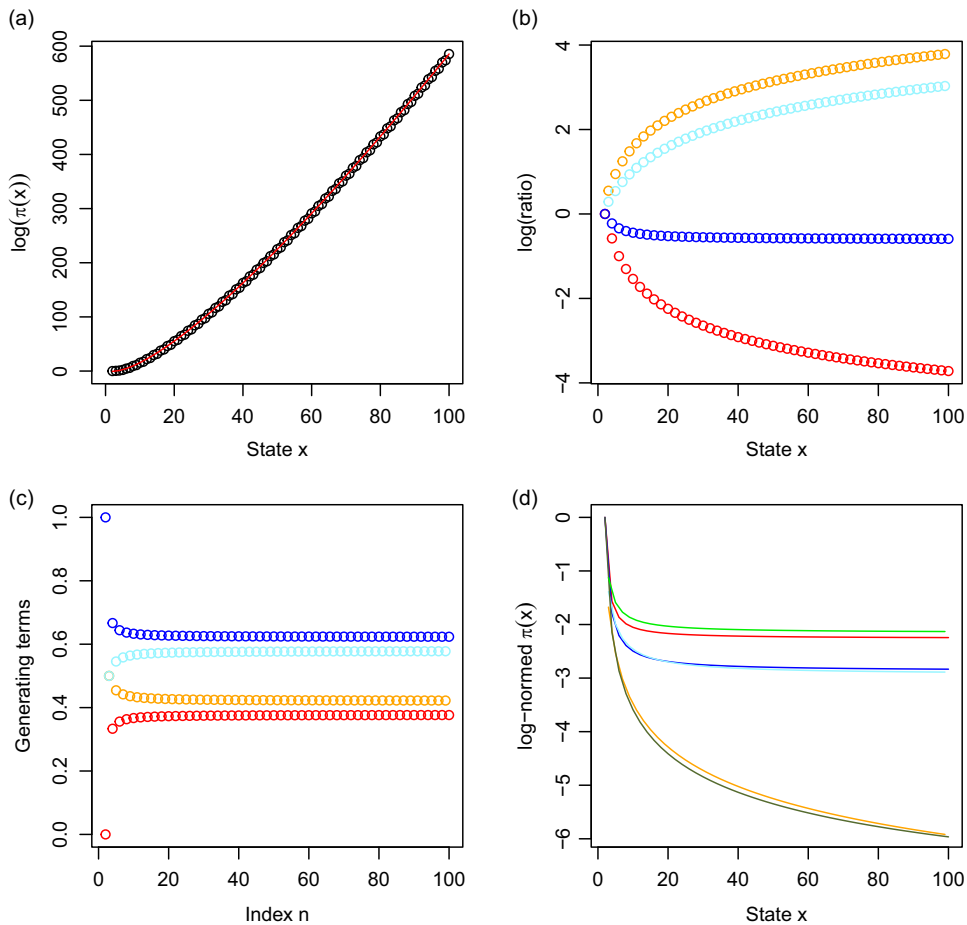 (a)
log(π(x))
600
500
400
300
200
100
0
0 20 40 60 80 100
State x
(b)
log(ratio)
4
2
0
−2
−4
0 20 40 60 80 100
State x
(c)
Generating terms
1.0
0.8
0.6
0.4
0.2
0.0
0 20 40 60 80 100
Index n
(d)
log−normed π(x)
0
−1
−2
−3
−4
−5
−6
0 20 40 60 80 100
State x